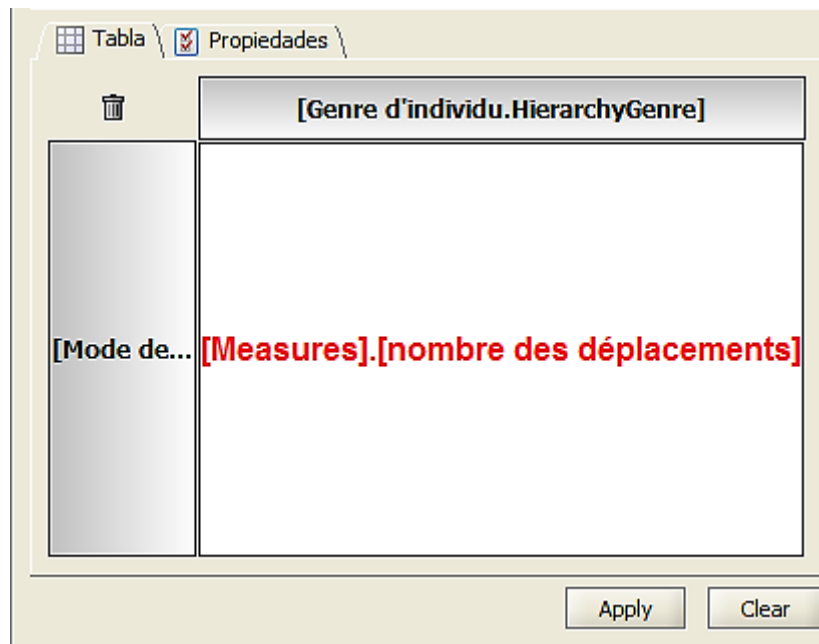 Tabla Propiedades
[Genre d'individu.HierarchyGenre]
[Mode de... [Measures].[nombre des déplacements]
Apply Clear